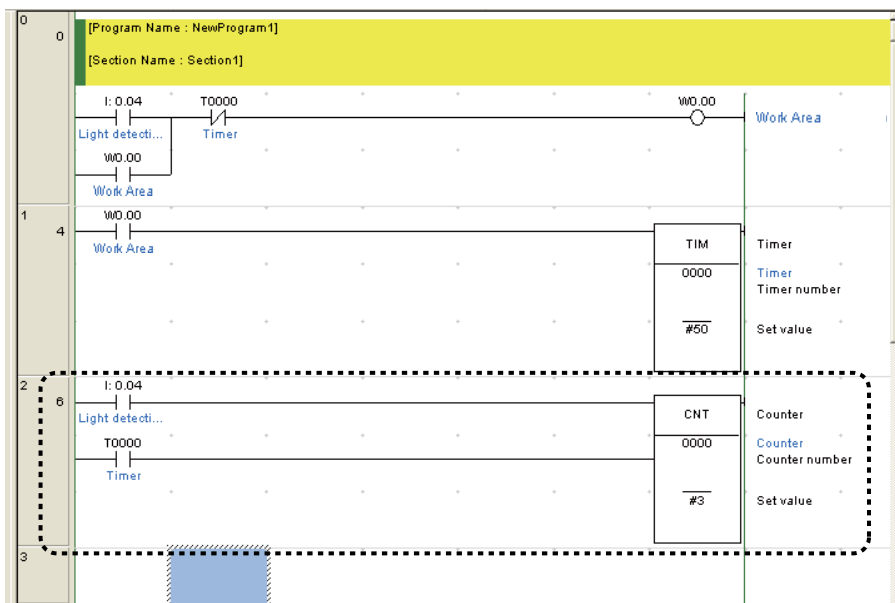 0
0
[Program Name : NewProgram1]
[Section Name : Section1]
I: 0.04 T0000 W0.00
Work Area
Light detecti... Timer
W0.00
Work Area
1
4
W0.00
Work Area
TIM Timer
0000 Timer
Timer number
#50 Set value
2
6
I: 0.04
Light detecti...
CNT Counter
T0000
0000 Counter
Counter number
Timer
#3 Set value
3